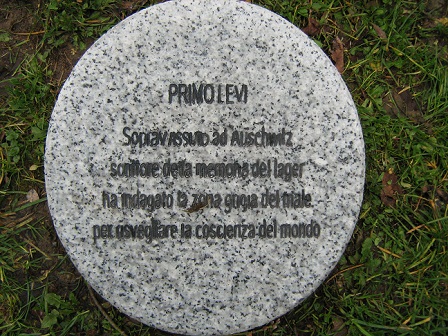 PRIMO LEVI
Sopravvissuto ad Auschwitz
scrittore della memoria del lager
ha indagato la zona grigia del male
per risvegliare la coscienza del mondo